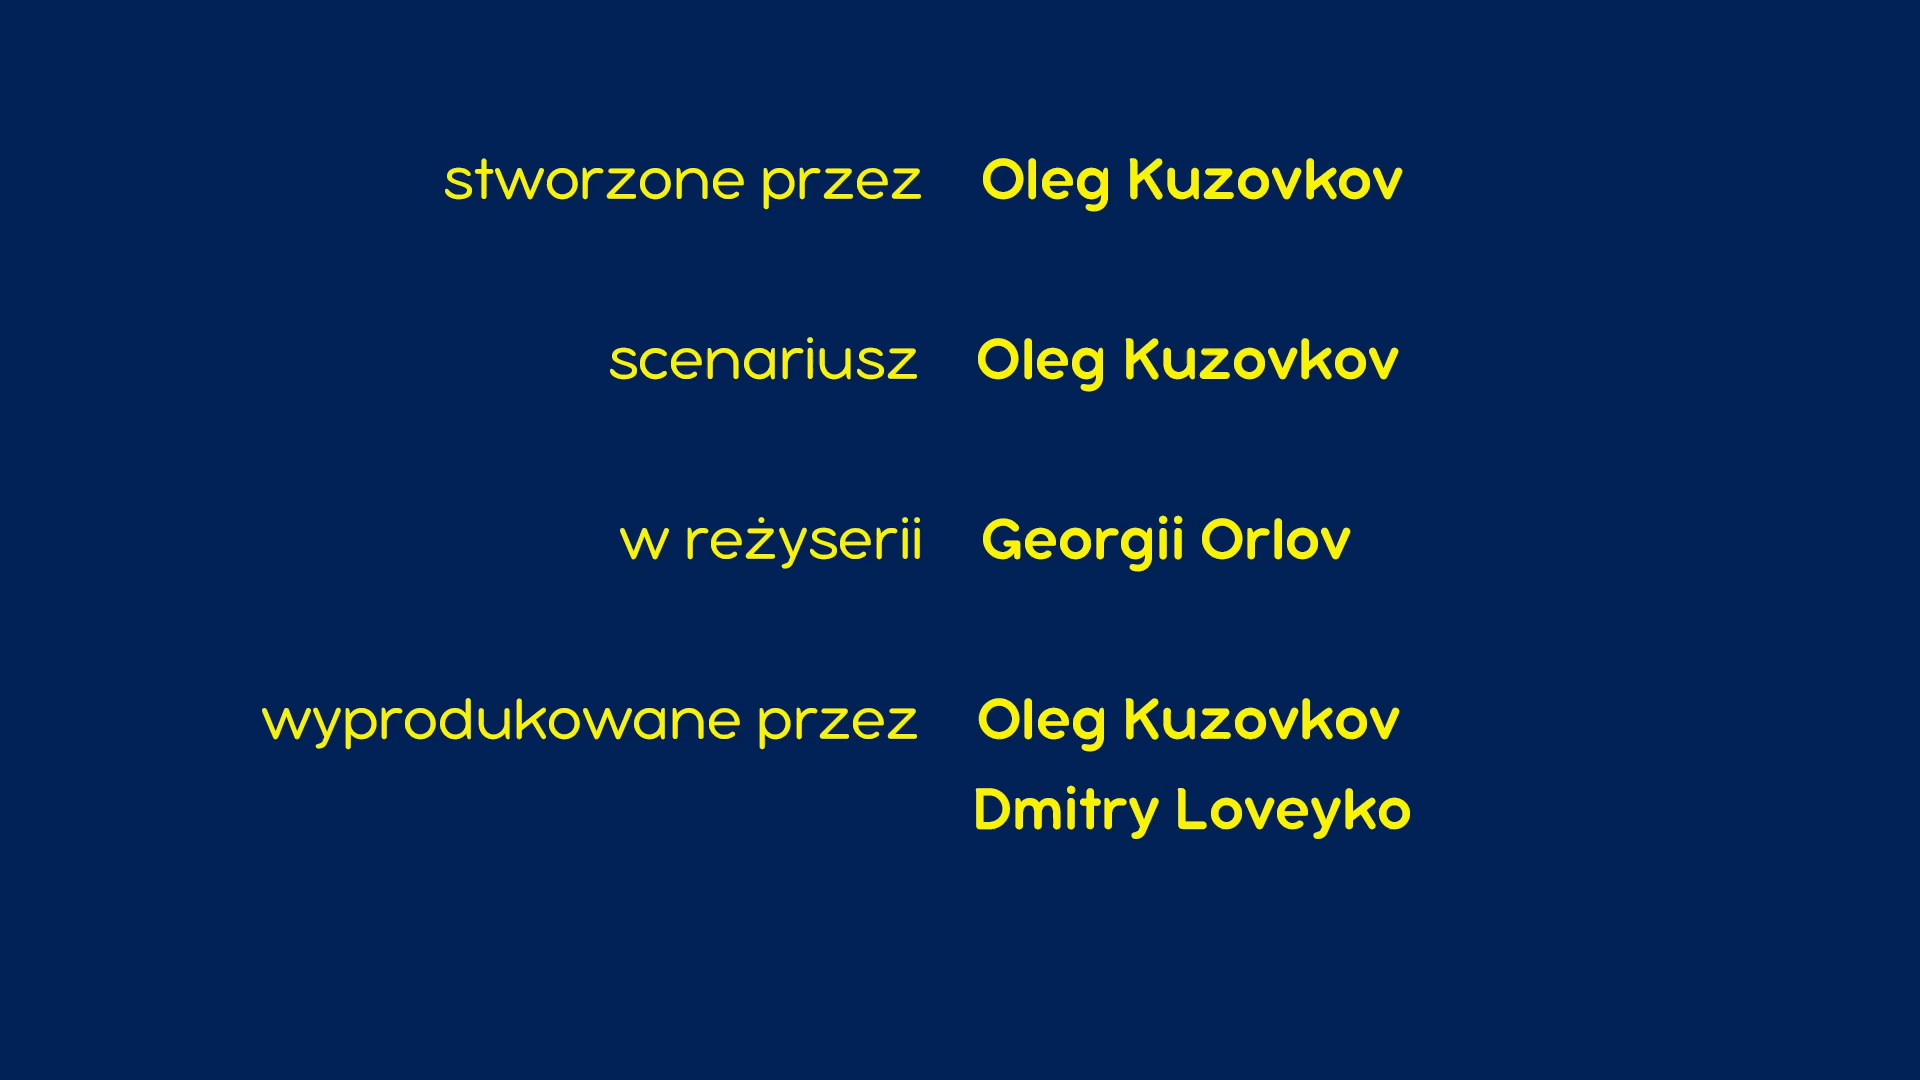 stworzone przez Oleg Kuzovkov
scenariusz Oleg Kuzovkov
w reżyserii Georgii Orlov
wyprodukowane przez Oleg Kuzovkov
Dmitry Loveyko